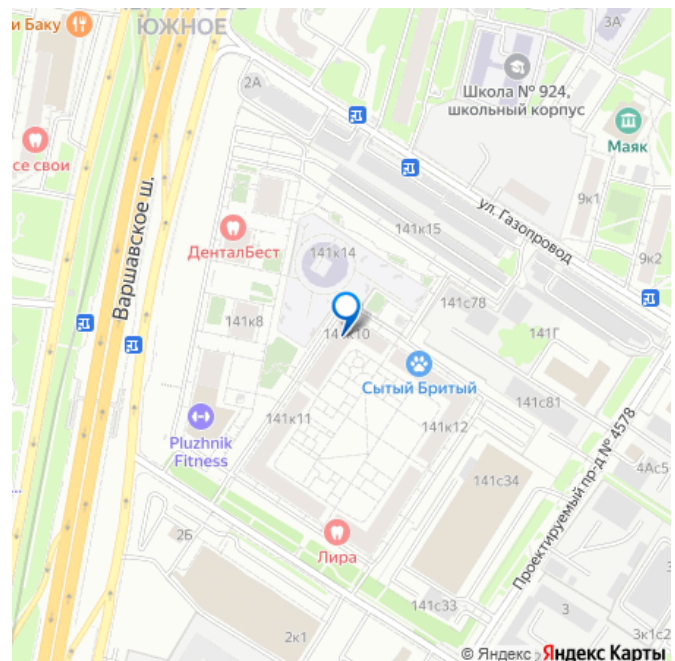 и Баку
ЮЖНОЕ
2А
Школа № 924,
школьный корпус
3А
Маяк
се свои
Варшавское ш.
ул. Газопровод
9к1
ДенталБест
141к14
141к15
9к2
141с78
141к8
141к10
141Г
Сытый Бритый
141с81
141к11
141к12
Pluzhnik
Fitness
Проектируемый пр-д № 4578
4Ас5
141с34
2Б
Лира
141с33
3
2к1
3к1с2
© Яндекс Яндекс Карты